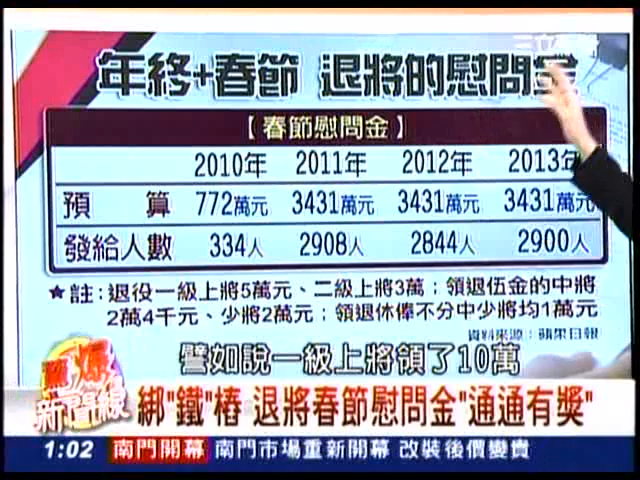 三立
年終+春節 退將的慰問金
【春節慰問金】
2010年 2011年 2012年 2013年
預算 772萬元 3431萬元 3431萬元 3431萬元
發給人數 334人 2908人 2844人 2900人
★註：退役一級上將5萬元、二級上將3萬；領退伍金的中將
2萬4千元、少將2萬元；領退休俸不分中少將均1萬元
資料來源：蘋果日報
譬如說一級上將領了10萬
新聞線
綁"鐵"樁 退將春節慰問金"通通有獎"
1:02 南門開幕 南門市場重新開幕 改裝後價變貴